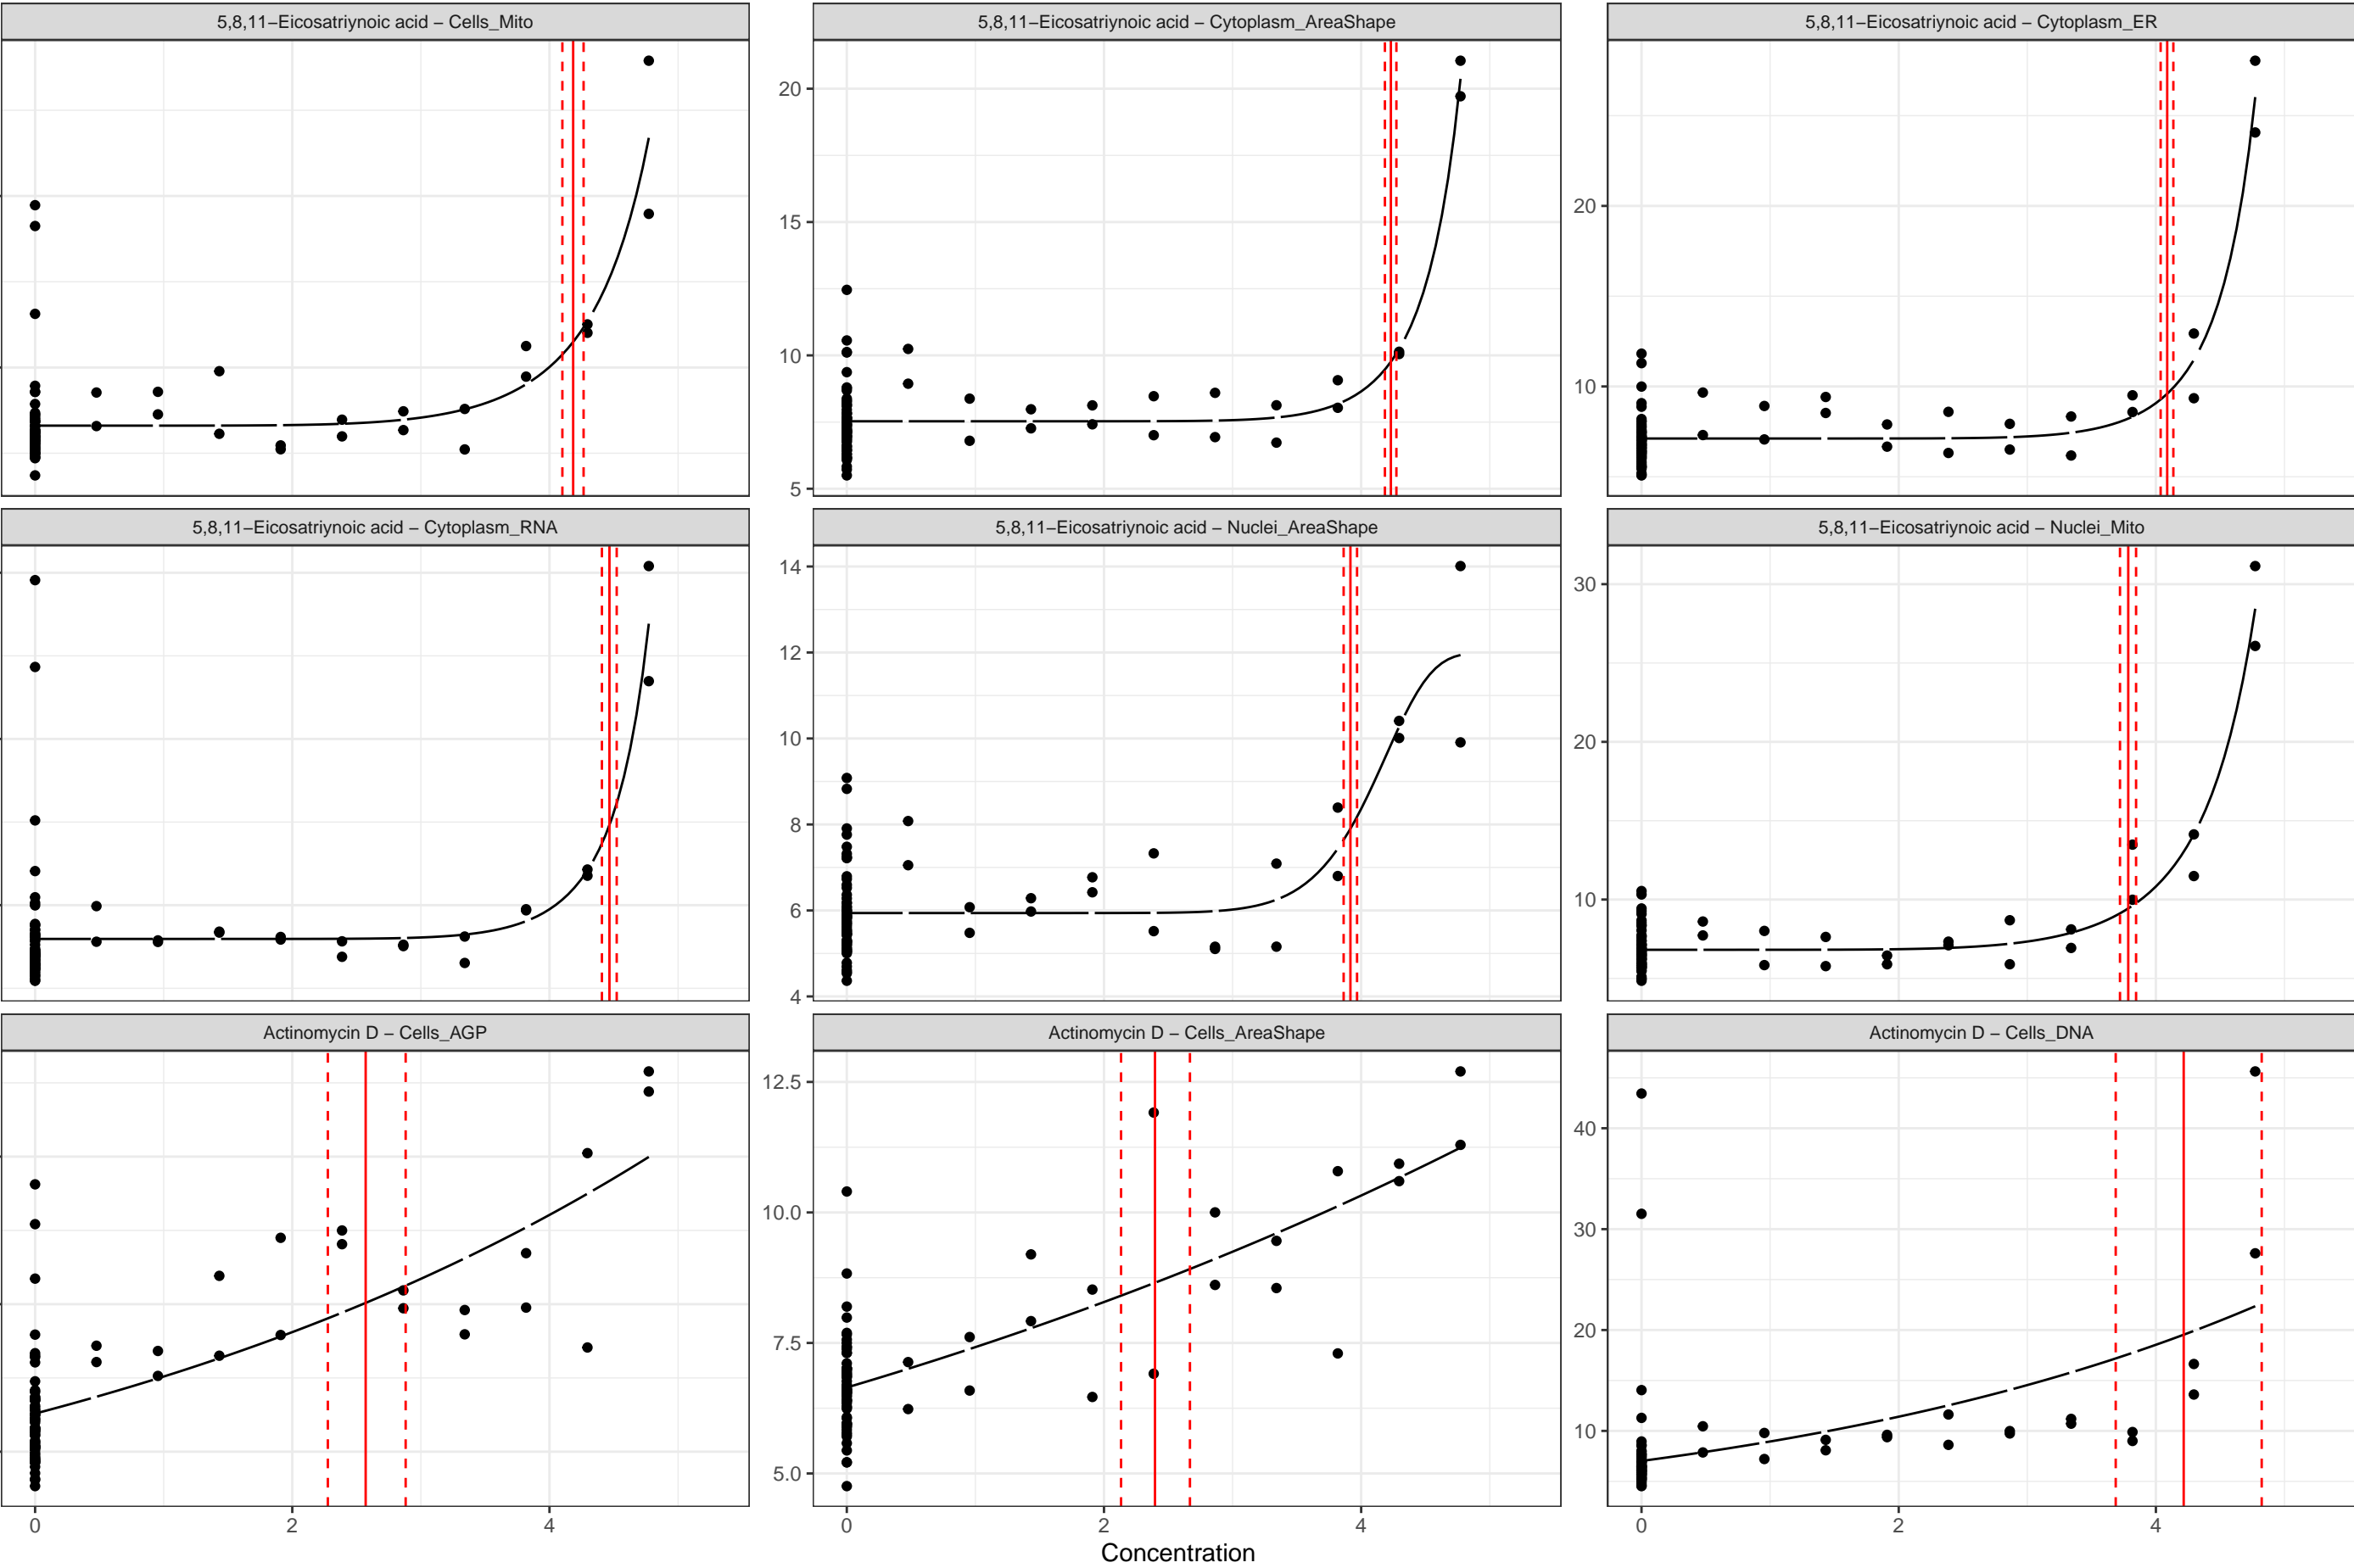 5,8,11−Eicosatriynoic acid − Cells_Mito
5,8,11−Eicosatriynoic acid − Cytoplasm_AreaShape
5,8,11−Eicosatriynoic acid − Cytoplasm_ER
20
15
10
5
20
10
5,8,11−Eicosatriynoic acid − Cytoplasm_RNA
5,8,11−Eicosatriynoic acid − Nuclei_AreaShape
5,8,11−Eicosatriynoic acid − Nuclei_Mito
14
12
10
8
6
4
30
20
10
Actinomycin D − Cells_AGP
Actinomycin D − Cells_AreaShape
Actinomycin D − Cells_DNA
12.5
10.0
7.5
5.0
40
30
20
10
0 2 4
0 2 4
0 2 4
Concentration